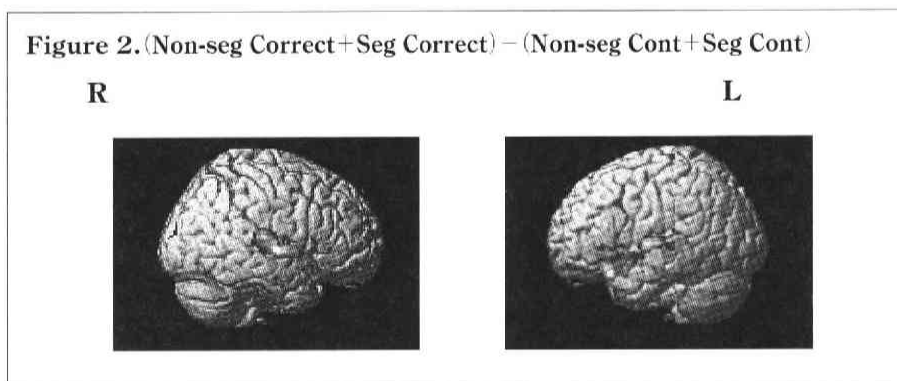 Figure 2.(Non-seg Correct+Seg Correct)−(Non-seg Cont+Seg Cont)
R L